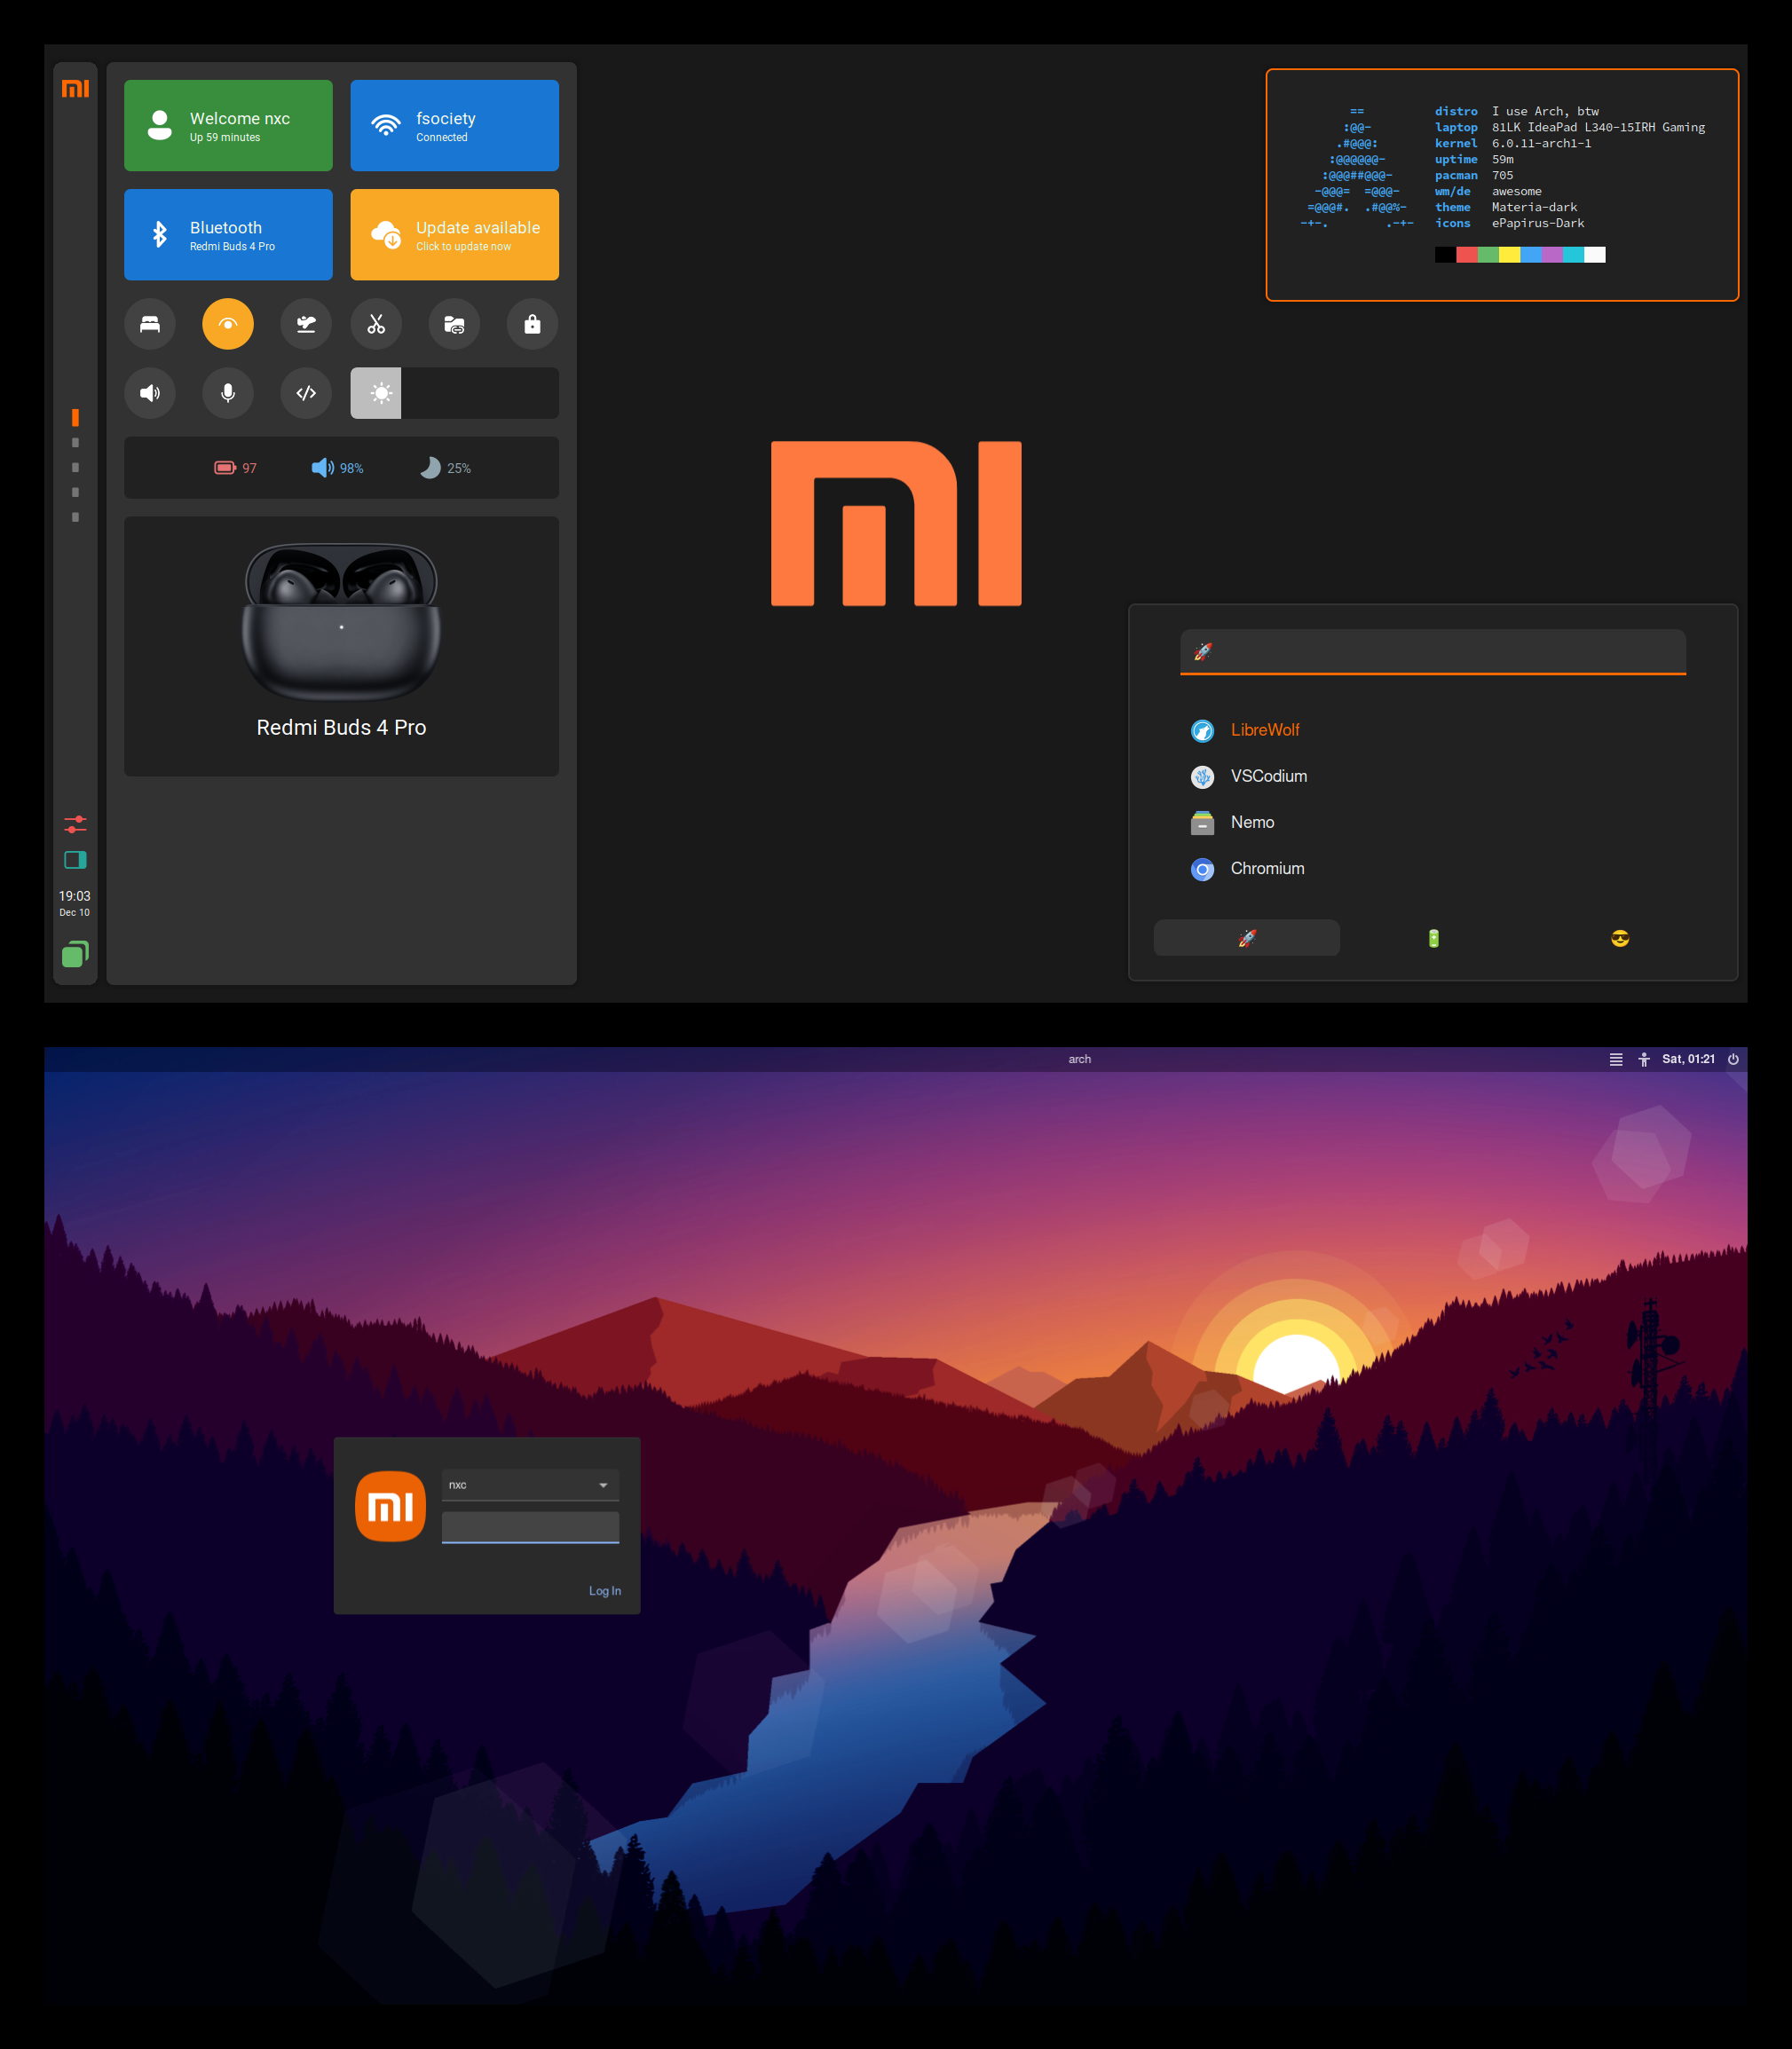 mi
Welcome nxc
Up 59 minutes
fsociety
Connected
Bluetooth
Redmi Buds 4 Pro
Update available
Click to update now
97
98%
25%
Redmi Buds 4 Pro
19:03
Dec 10
mi
==
:@@-
.#@@@:
:@@@@@@-
:@@@##@@@-
-@@@=  =@@@-
=@@@#.  .#@@%-
-+-.        .-+-
distro I use Arch, btw
laptop 81LK IdeaPad L340-15IRH Gaming
kernel 6.0.11-arch1-1
uptime 59m
pacman 705
wm/de awesome
theme Materia-dark
icons ePapirus-Dark
LibreWolf
VSCodium
Nemo
Chromium
arch
Sat, 01:21
mi
nxc
Log In